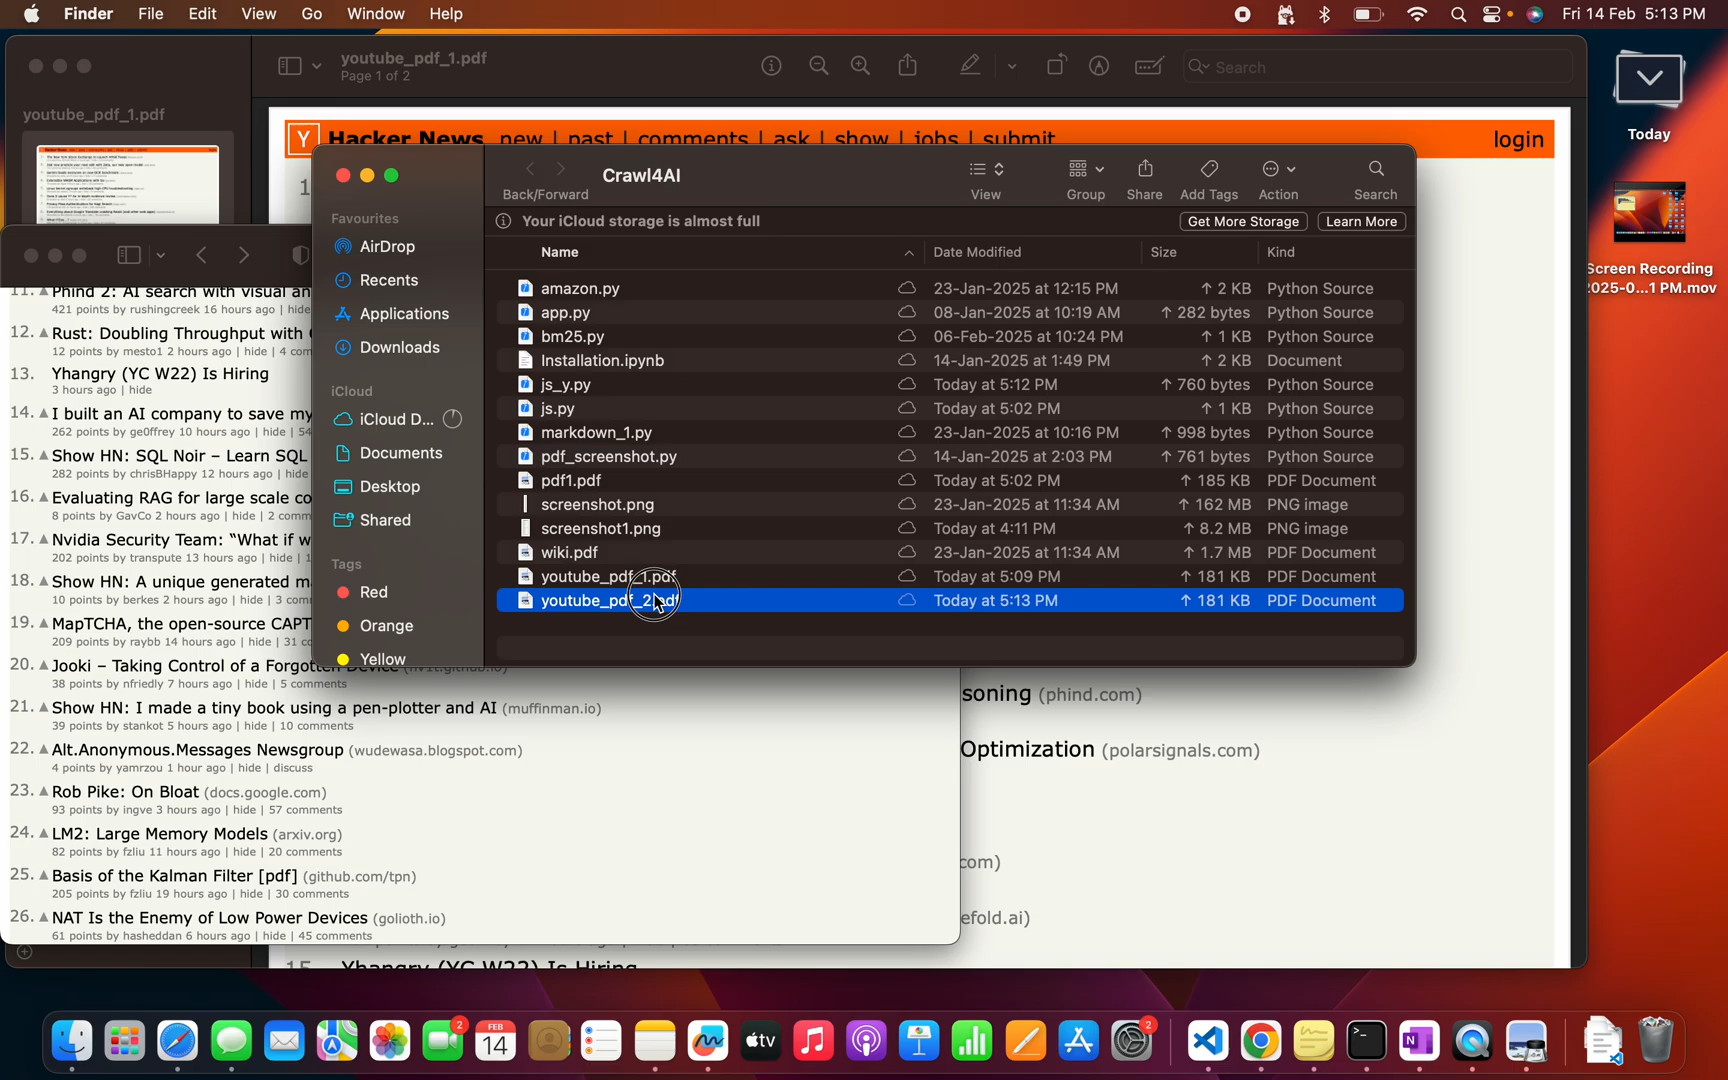 Finder File Edit View Go Window Help
Fri 14 Feb 5:13 PM
youtube_pdf_1.pdf
Page 1 of 2
Search
youtube_pdf_1.pdf
Y Hacker News new | past | comments | ask | show | jobs | submit login
Today
Screen Recording
2025-0...1 PM.mov
Crawl4AI
Back/Forward View Group Share Add Tags Action Search
Your iCloud storage is almost full Get More Storage Learn More
Favourites
AirDrop
Recents
Applications
Downloads
iCloud
iCloud D...
Documents
Desktop
Shared
Tags
Red
Orange
Yellow
Name Date Modified Size Kind
amazon.py 23-Jan-2025 at 12:15 PM ↑ 2 KB Python Source
app.py 08-Jan-2025 at 10:19 AM ↑ 282 bytes Python Source
bm25.py 06-Feb-2025 at 10:24 PM ↑ 1 KB Python Source
Installation.ipynb 14-Jan-2025 at 1:49 PM ↑ 2 KB Document
js_y.py Today at 5:12 PM ↑ 760 bytes Python Source
js.py Today at 5:02 PM ↑ 1 KB Python Source
markdown_1.py 23-Jan-2025 at 10:16 PM ↑ 998 bytes Python Source
pdf_screenshot.py 14-Jan-2025 at 2:03 PM ↑ 761 bytes Python Source
pdf1.pdf Today at 5:02 PM ↑ 185 KB PDF Document
screenshot.png 23-Jan-2025 at 11:34 AM ↑ 162 MB PNG image
screenshot1.png Today at 4:11 PM ↑ 8.2 MB PNG image
wiki.pdf 23-Jan-2025 at 11:34 AM ↑ 1.7 MB PDF Document
youtube_pdf_1.pdf Today at 5:09 PM ↑ 181 KB PDF Document
youtube_pdf_2.pdf Today at 5:13 PM ↑ 181 KB PDF Document
11. Phind 2: AI search with visual an
421 points by rushingcreek 16 hours ago | hide
12. Rust: Doubling Throughput with
12 points by mesto1 2 hours ago | hide | 4 com
13. Yhangry (YC W22) Is Hiring
3 hours ago | hide
14. I built an AI company to save my
262 points by ge0ffrey 10 hours ago | hide | 54
15. Show HN: SQL Noir – Learn SQL
282 points by chrisBHappy 12 hours ago | hide
16. Evaluating RAG for large scale co
8 points by GavCo 2 hours ago | hide | 2 comm
17. Nvidia Security Team: "What if w
202 points by transpute 13 hours ago | hide | 1
18. Show HN: A unique generated m
10 points by berkes 2 hours ago | hide | 3 com
19. MapTCHA, the open-source CAPT
209 points by raybb 14 hours ago | hide | 31 c
20. Jooki – Taking Control of a Forgotten
38 points by nfriedly 7 hours ago | hide | 5 comments
21. Show HN: I made a tiny book using a pen-plotter and AI (muffinman.io)
39 points by stankot 5 hours ago | hide | 10 comments
22. Alt.Anonymous.Messages Newsgroup (wudewasa.blogspot.com)
4 points by yamrzou 1 hour ago | hide | discuss
23. Rob Pike: On Bloat (docs.google.com)
93 points by ingve 3 hours ago | hide | 57 comments
24. LM2: Large Memory Models (arxiv.org)
82 points by fzliu 11 hours ago | hide | 20 comments
25. Basis of the Kalman Filter [pdf] (github.com/tpn)
205 points by fzliu 19 hours ago | hide | 30 comments
26. NAT Is the Enemy of Low Power Devices (golioth.io)
61 points by hasheddan 6 hours ago | hide | 45 comments
soning (phind.com)
Optimization (polarsignals.com)
com)
efold.ai)
15 Yhangry (YC W22) Is Hiring
2
FEB
14
tv
2